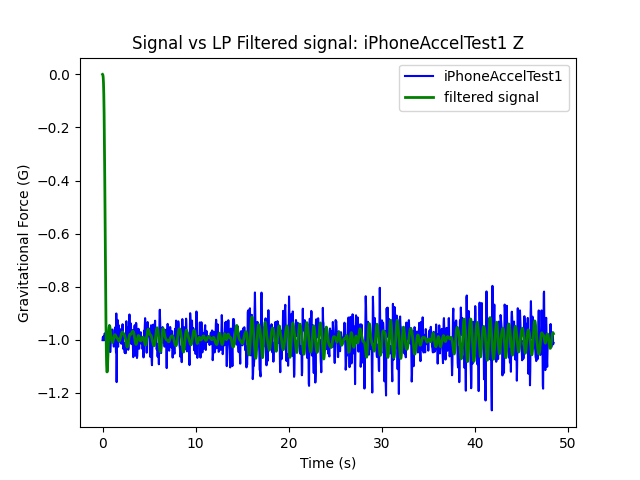 Signal vs LP Filtered signal: iPhoneAccelTest1 Z
iPhoneAccelTest1
filtered signal
Gravitational Force (G)
0.0
−0.2
−0.4
−0.6
−0.8
−1.0
−1.2
0 10 20 30 40 50
Time (s)